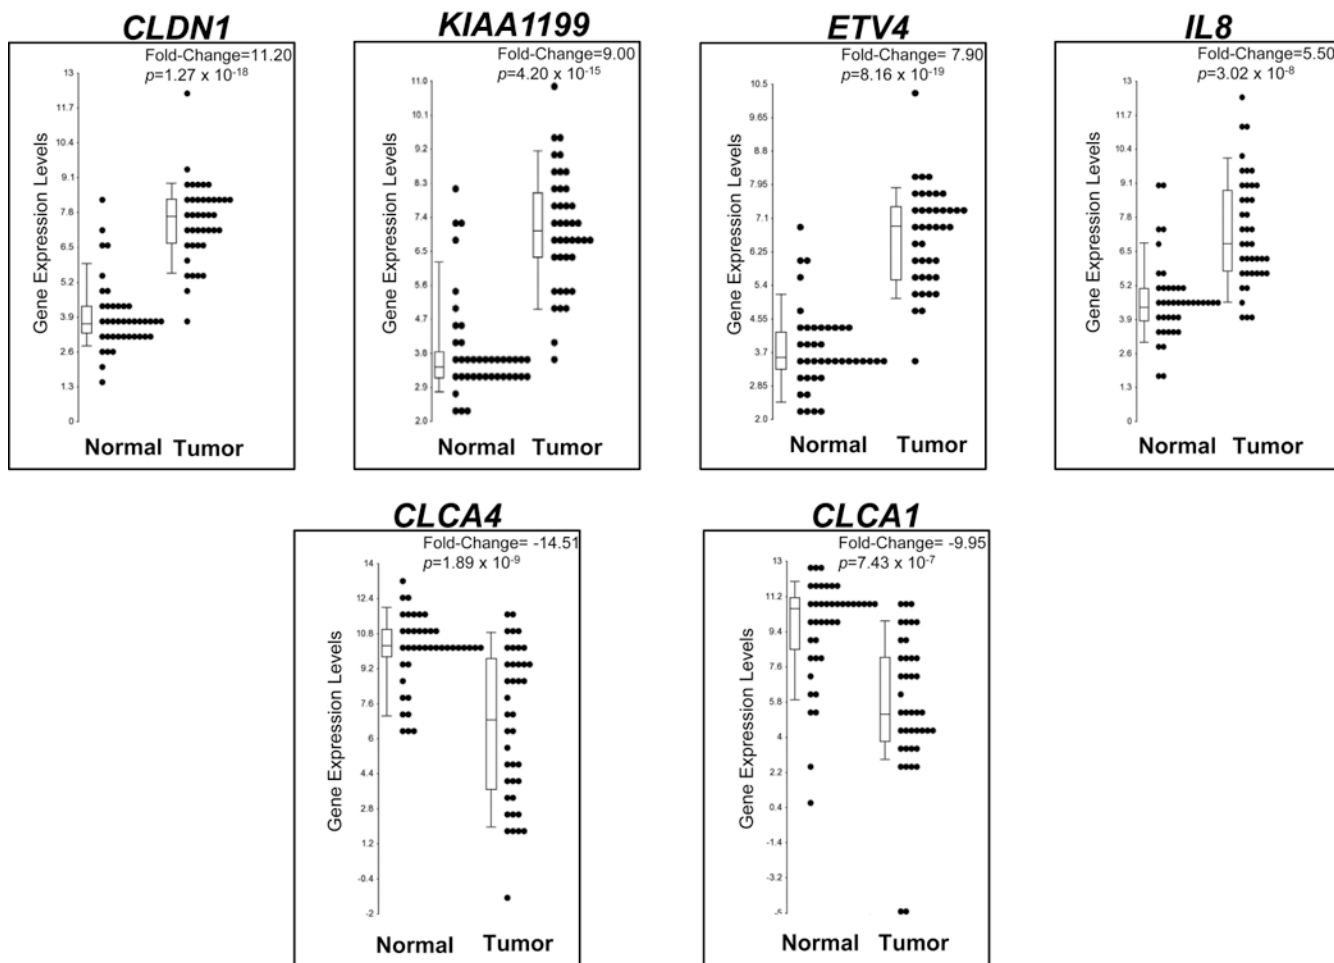 CLDN1
Fold-Change=11.20
p=1.27 x 10-18
Gene Expression Levels
13
11.7
10.4
9.1
7.8
6.5
5.2
3.9
2.6
1.3
0
Normal Tumor
KIAA1199
Fold-Change=9.00
p=4.20 x 10-15
Gene Expression Levels
11.0
10.1
9.2
8.3
7.4
6.5
5.6
4.7
3.8
2.9
2.0
Normal Tumor
ETV4
Fold-Change= 7.90
p=8.16 x 10-19
Gene Expression Levels
10.5
9.65
8.8
7.95
7.1
6.25
5.4
4.55
3.7
2.85
2.0
Normal Tumor
IL8
Fold-Change=5.50
p=3.02 x 10-8
Gene Expression Levels
13
11.7
10.4
9.1
7.8
6.5
5.2
3.9
2.6
1.3
0
Normal Tumor
CLCA4
Fold-Change= -14.51
p=1.89 x 10-9
Gene Expression Levels
14
12.4
10.8
9.2
7.6
6
4.4
2.8
1.2
-0.4
-2
Normal Tumor
CLCA1
Fold-Change= -9.95
p=7.43 x 10-7
Gene Expression Levels
13
11.2
9.4
7.6
5.8
4
2.2
0.4
-1.4
-3.2
-5
Normal Tumor